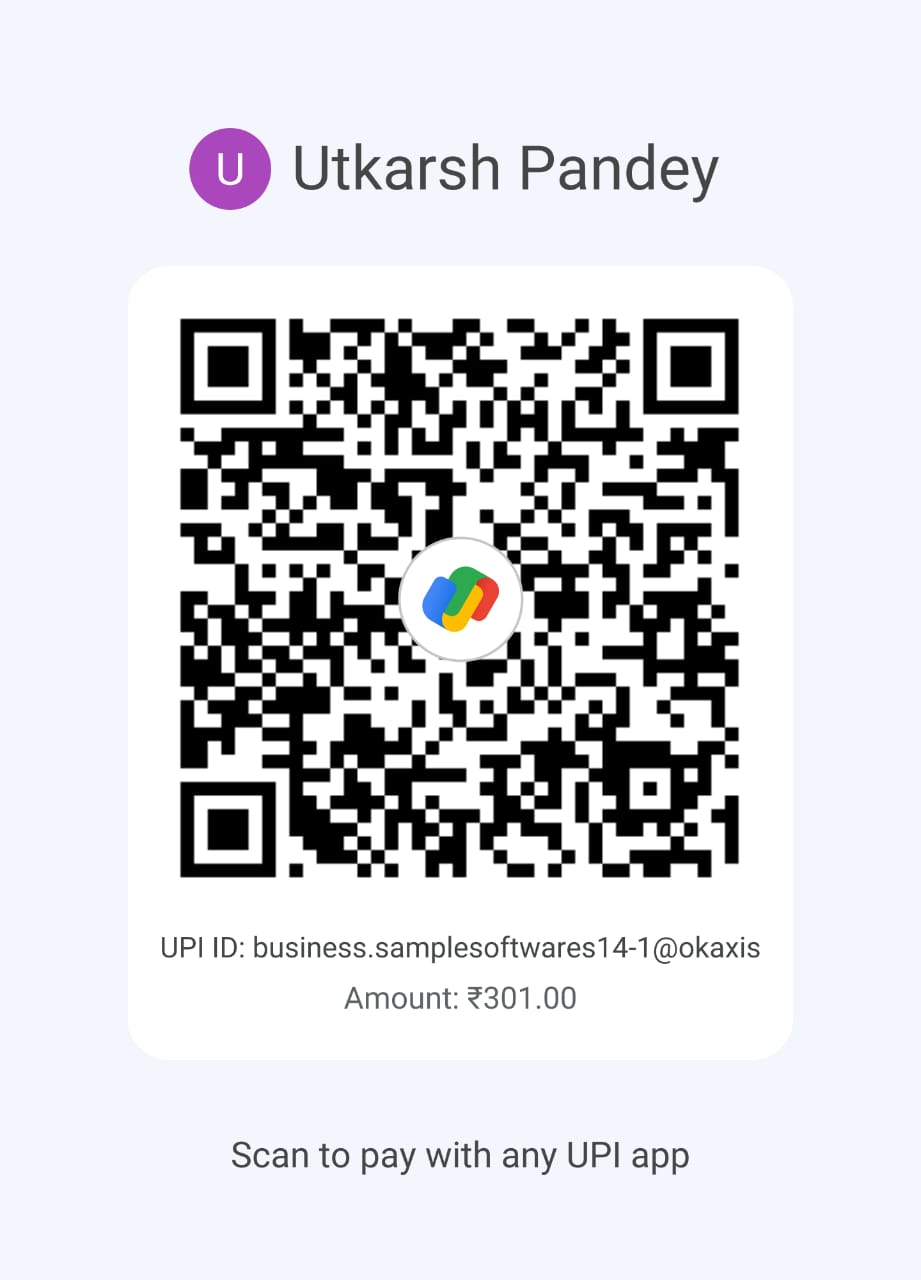 U Utkarsh Pandey
UPI ID: business.samplesoftwares14-1@okaxis
Amount: ₹301.00
Scan to pay with any UPI app